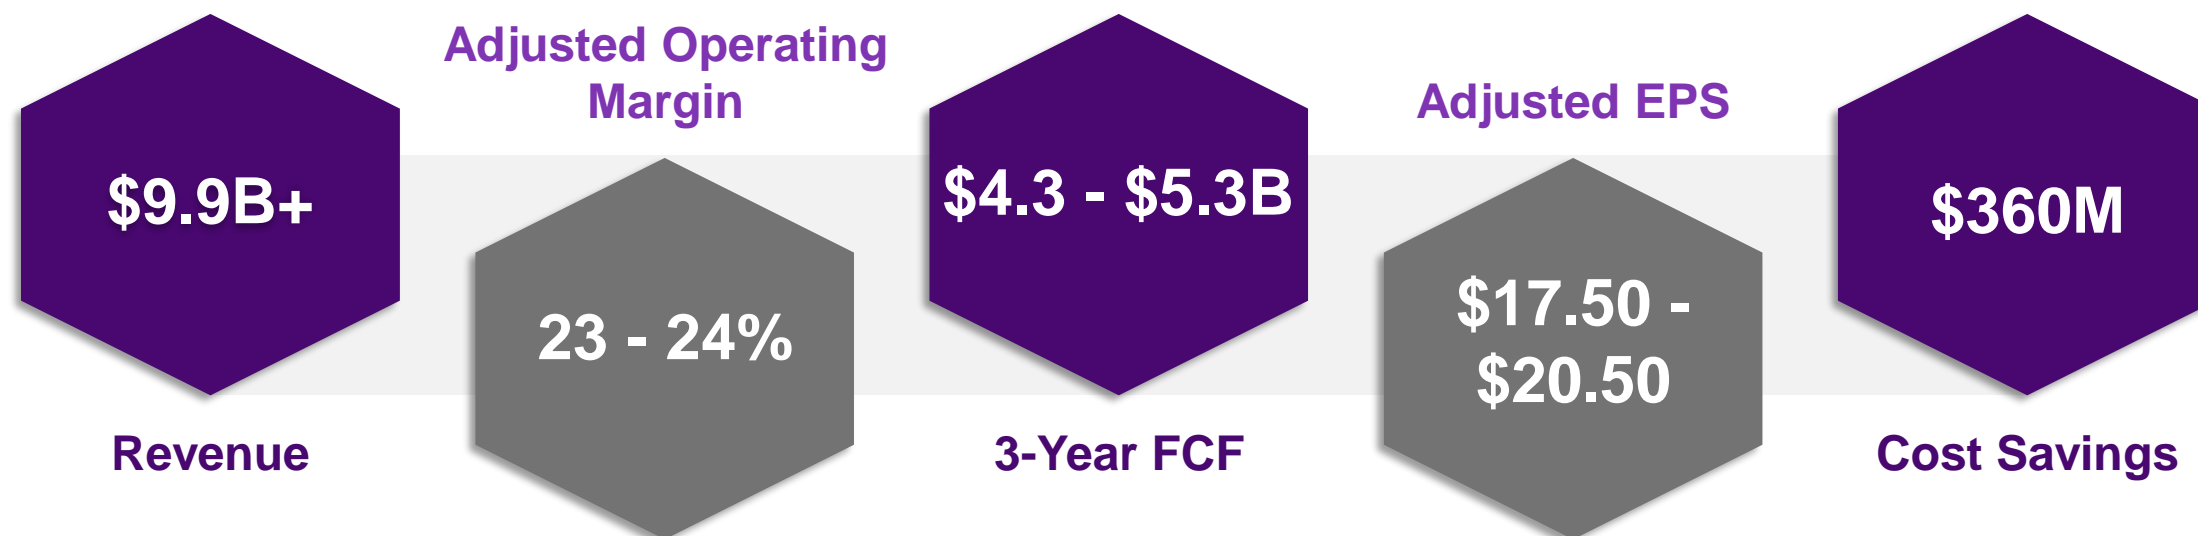 $9.9B+
Revenue
Adjusted Operating
Margin
23 - 24%
$4.3 - $5.3B
3-Year FCF
Adjusted EPS
$17.50 -
$20.50
$360M
Cost Savings